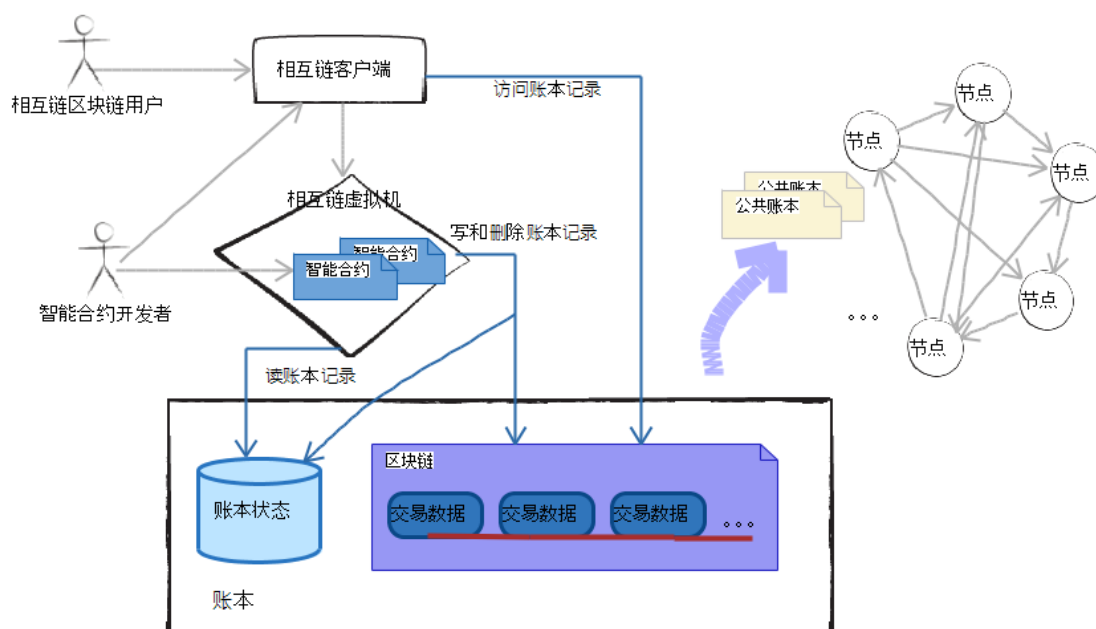 相互链区块链用户
相互链客户端
访问账本记录
相互链虚拟机
写和删除账本记录
智能合约
智能合约
智能合约开发者
读账本记录
公共账本
公共账本
节点
节点
节点
节点
节点
。。。
账本状态
区块链
交易数据
交易数据
交易数据
。。。
账本